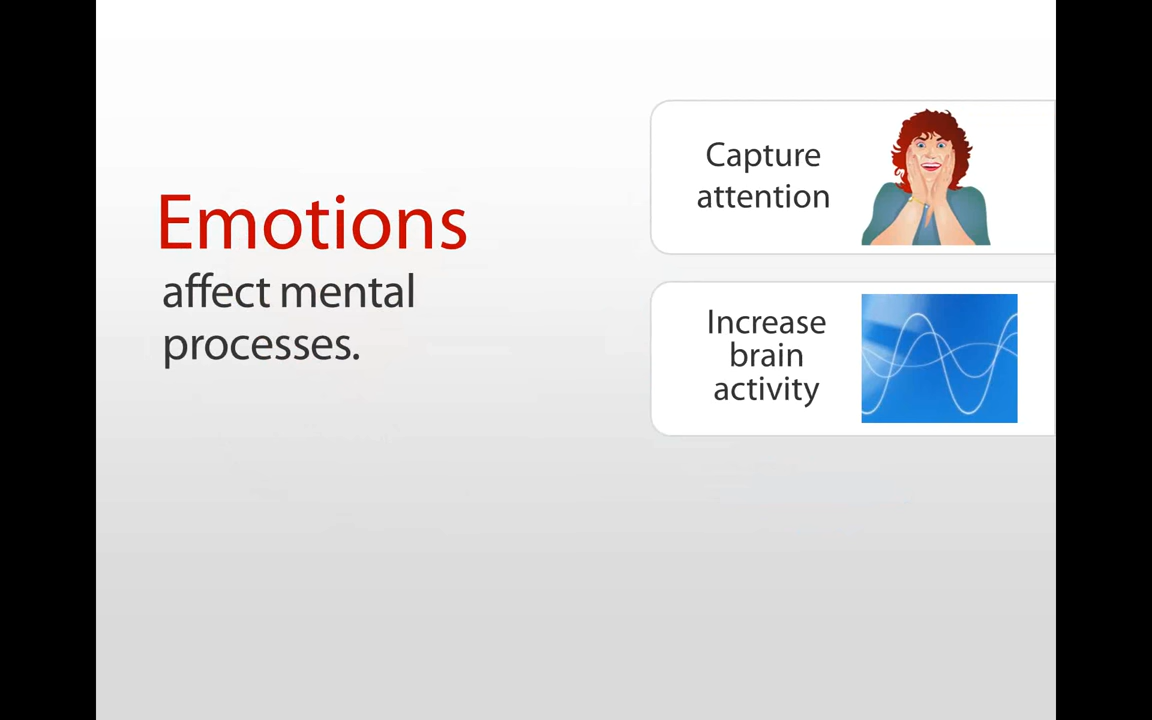 Emotions
affect mental
processes.
Capture
attention
Increase
brain
activity